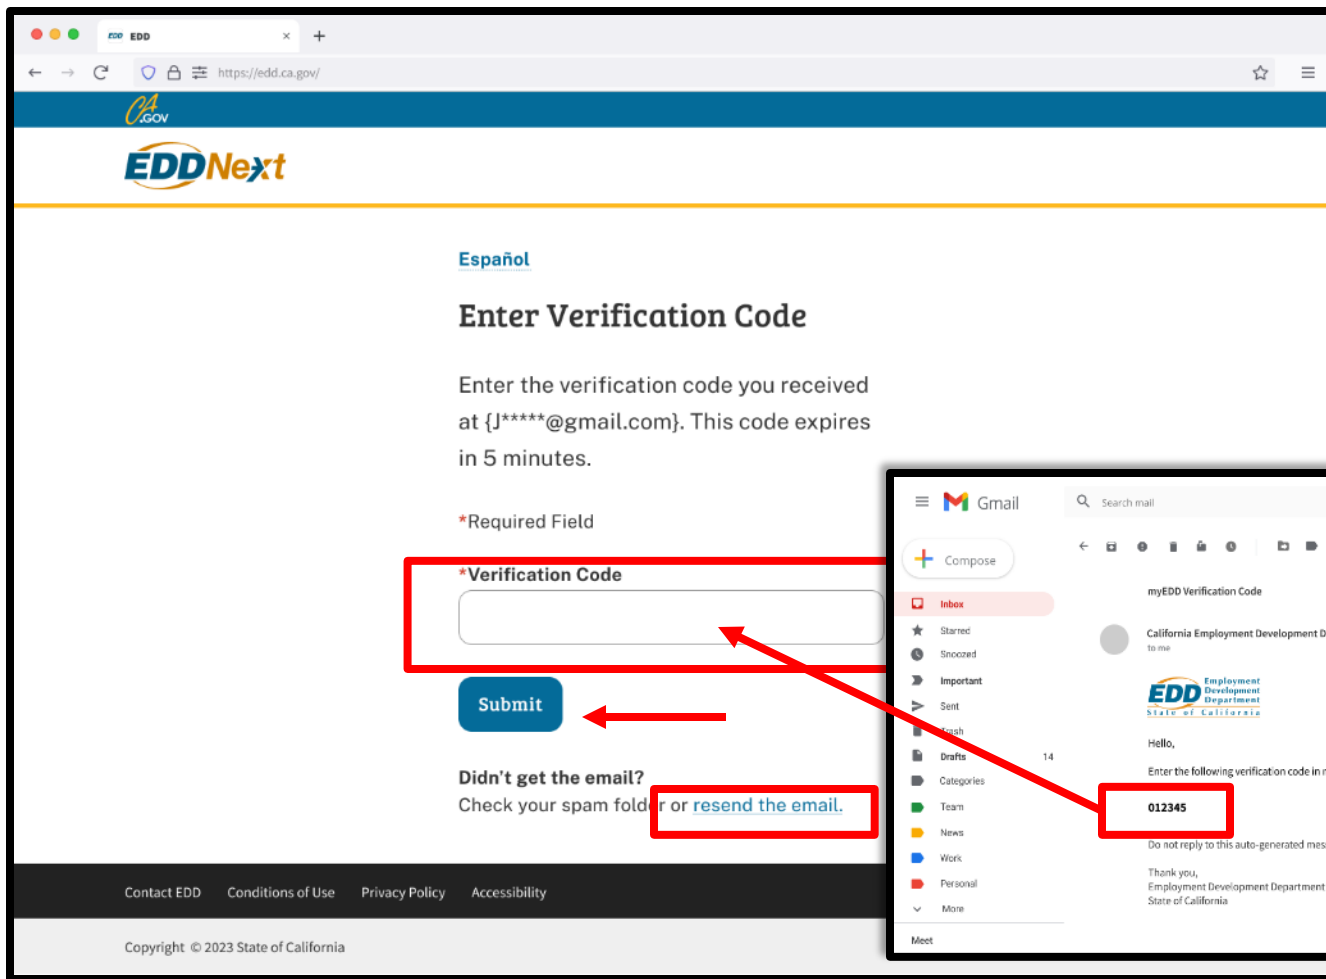 EDD EDD × +
https://edd.ca.gov/
CA.GOV
EDDNext
Español
Enter Verification Code
Enter the verification code you received
at {J*****@gmail.com}. This code expires
in 5 minutes.
*Required Field
*Verification Code
Submit
Didn't get the email?
Check your spam folder or resend the email.
Contact EDD Conditions of Use Privacy Policy Accessibility
Copyright © 2023 State of California
Gmail
Search mail
Compose
Inbox
Starred
Snoozed
Important
Sent
Trash
Drafts 14
Categories
Team
News
Work
Personal
More
Meet
myEDD Verification Code
California Employment Development D
to me
EDD Employment
Development
Department
State of California
Hello,
Enter the following verification code in
012345
Do not reply to this auto-generated mes
Thank you,
Employment Development Department
State of California